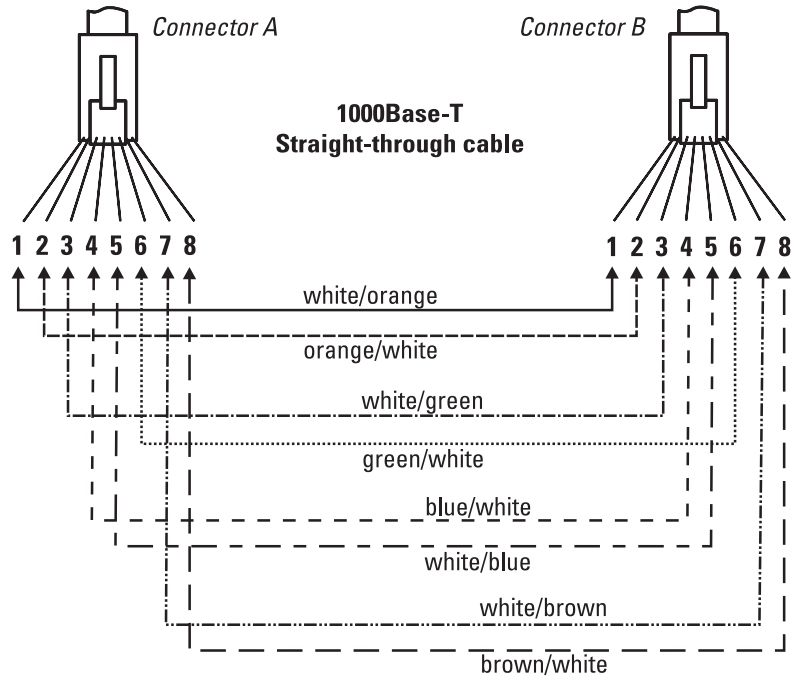 Connector A
Connector B
1000Base-T
Straight-through cable
1 2 3 4 5 6 7 8
1 2 3 4 5 6 7 8
white/orange
orange/white
white/green
green/white
blue/white
white/blue
white/brown
brown/white